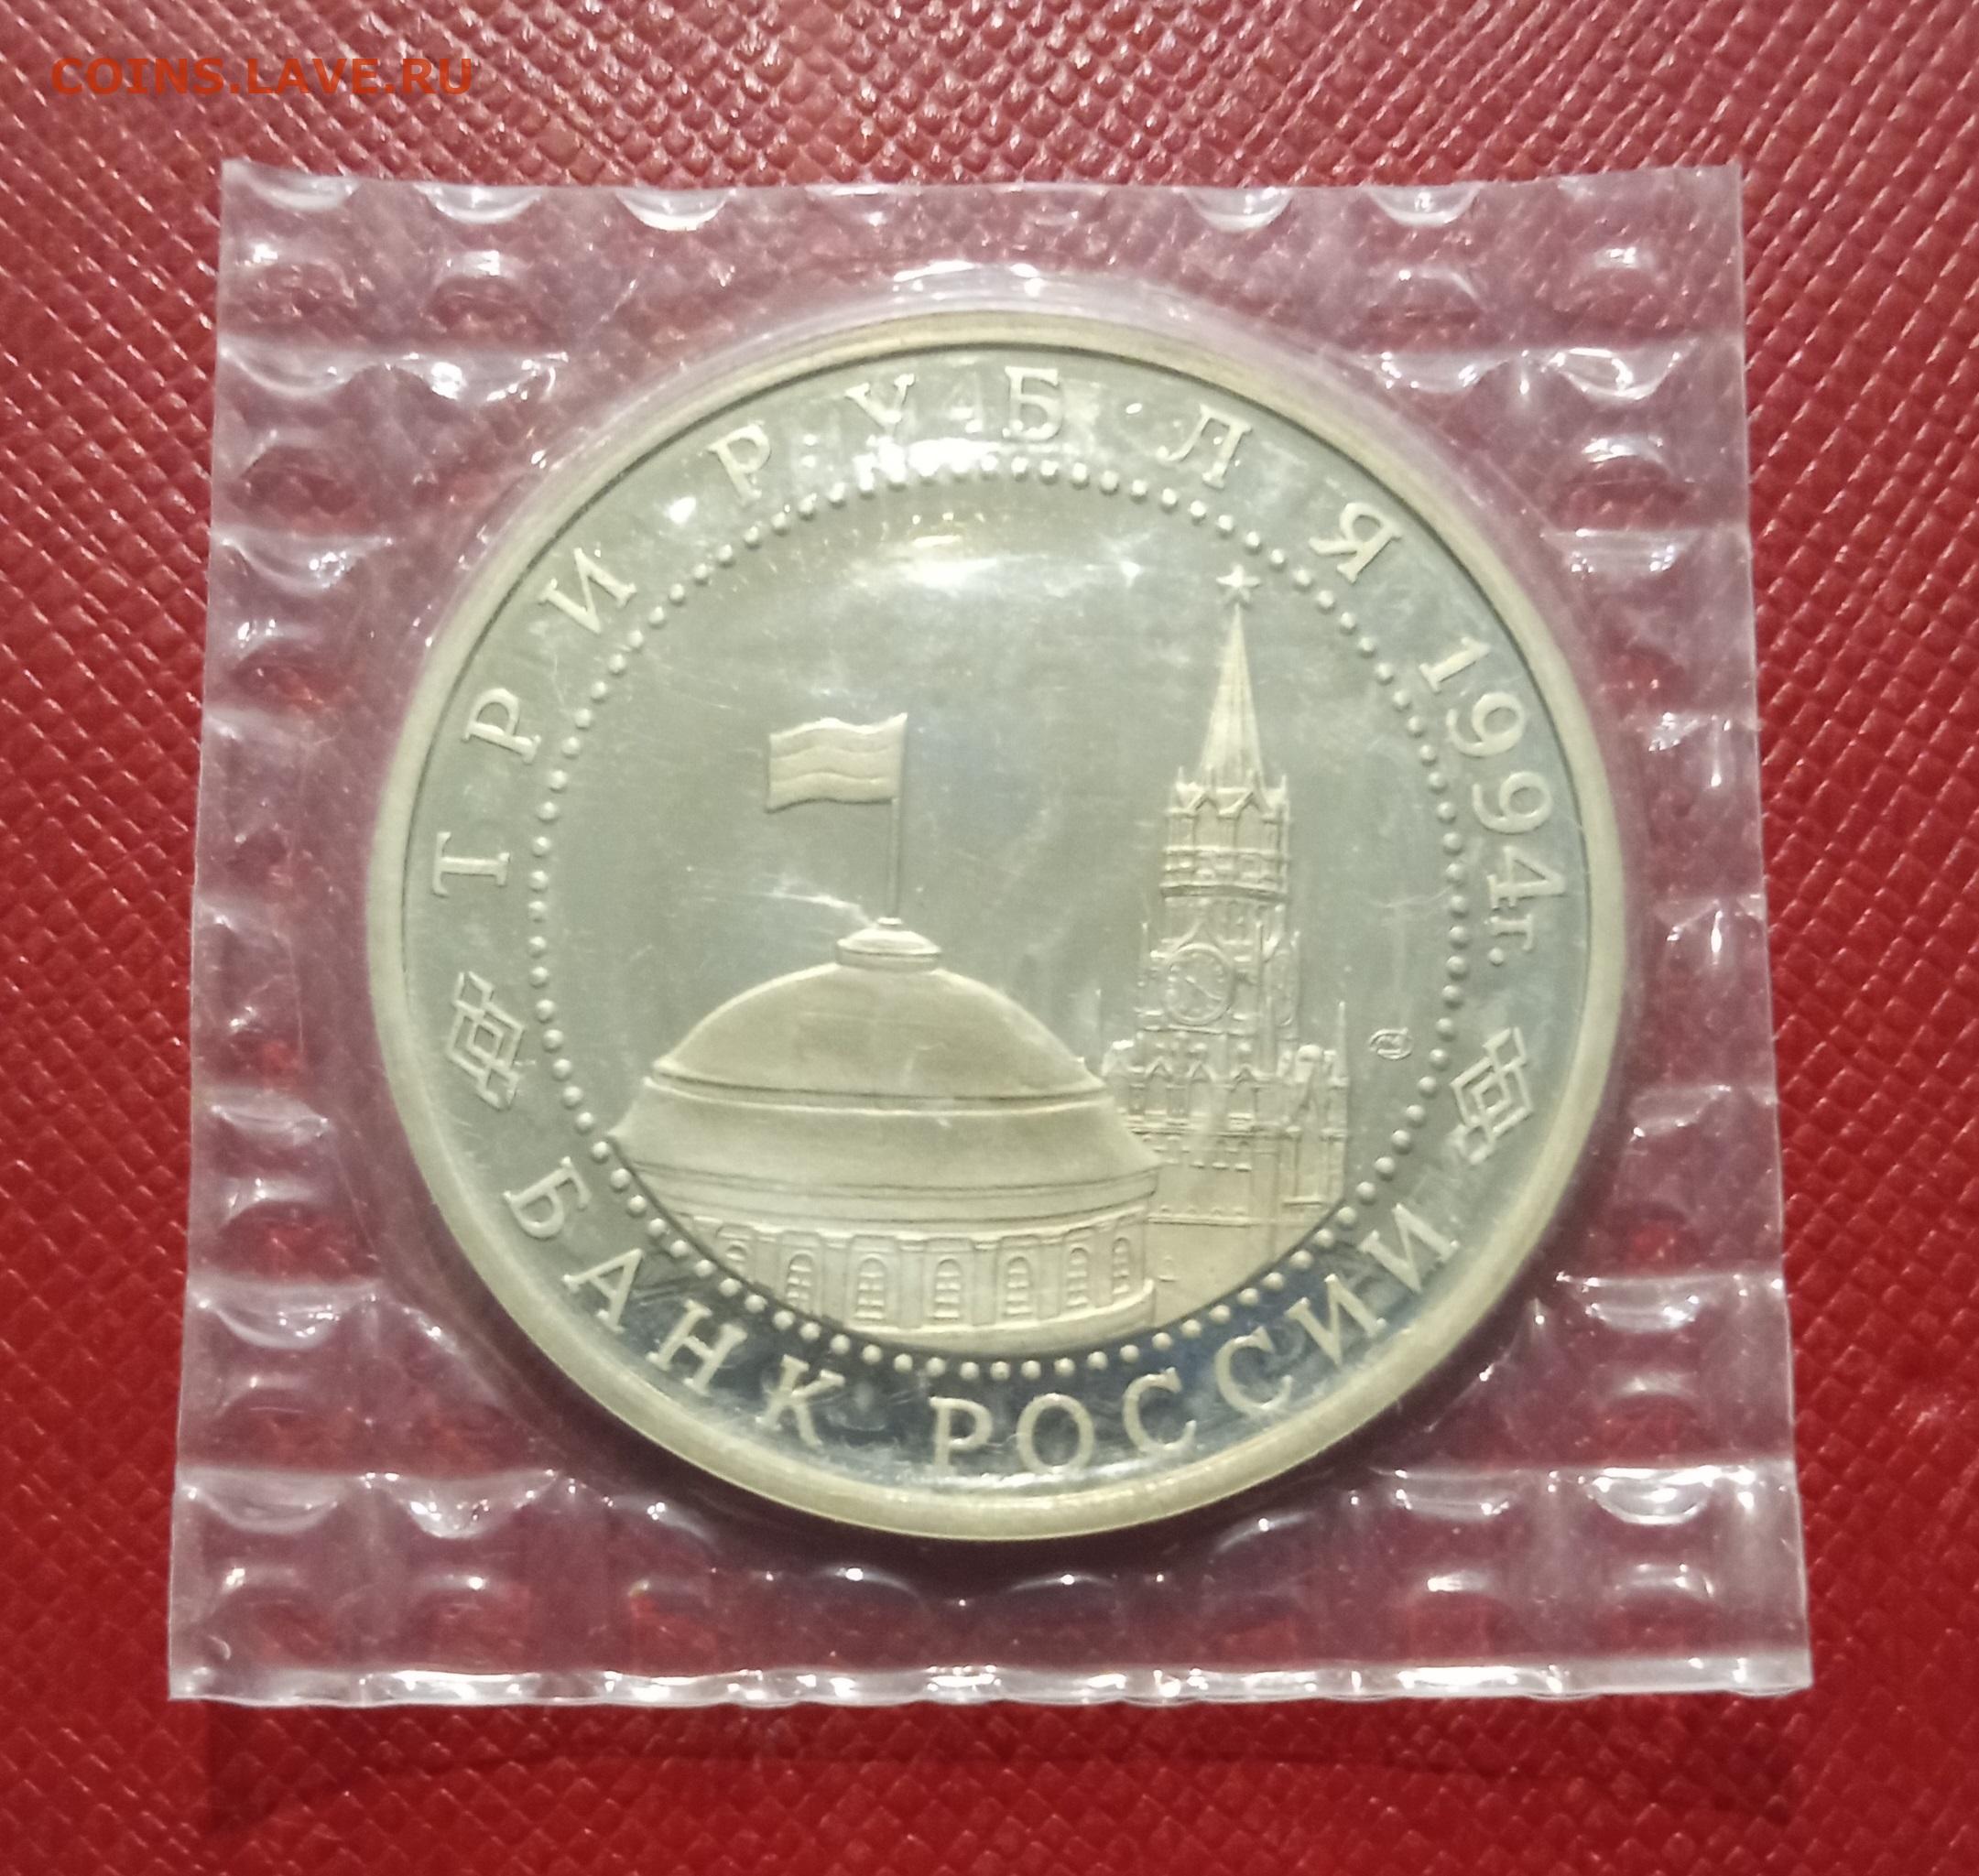 COINS.LAVE.RU
ТРИ РУБЛЯ 1994г.
БАНК РОССИИ